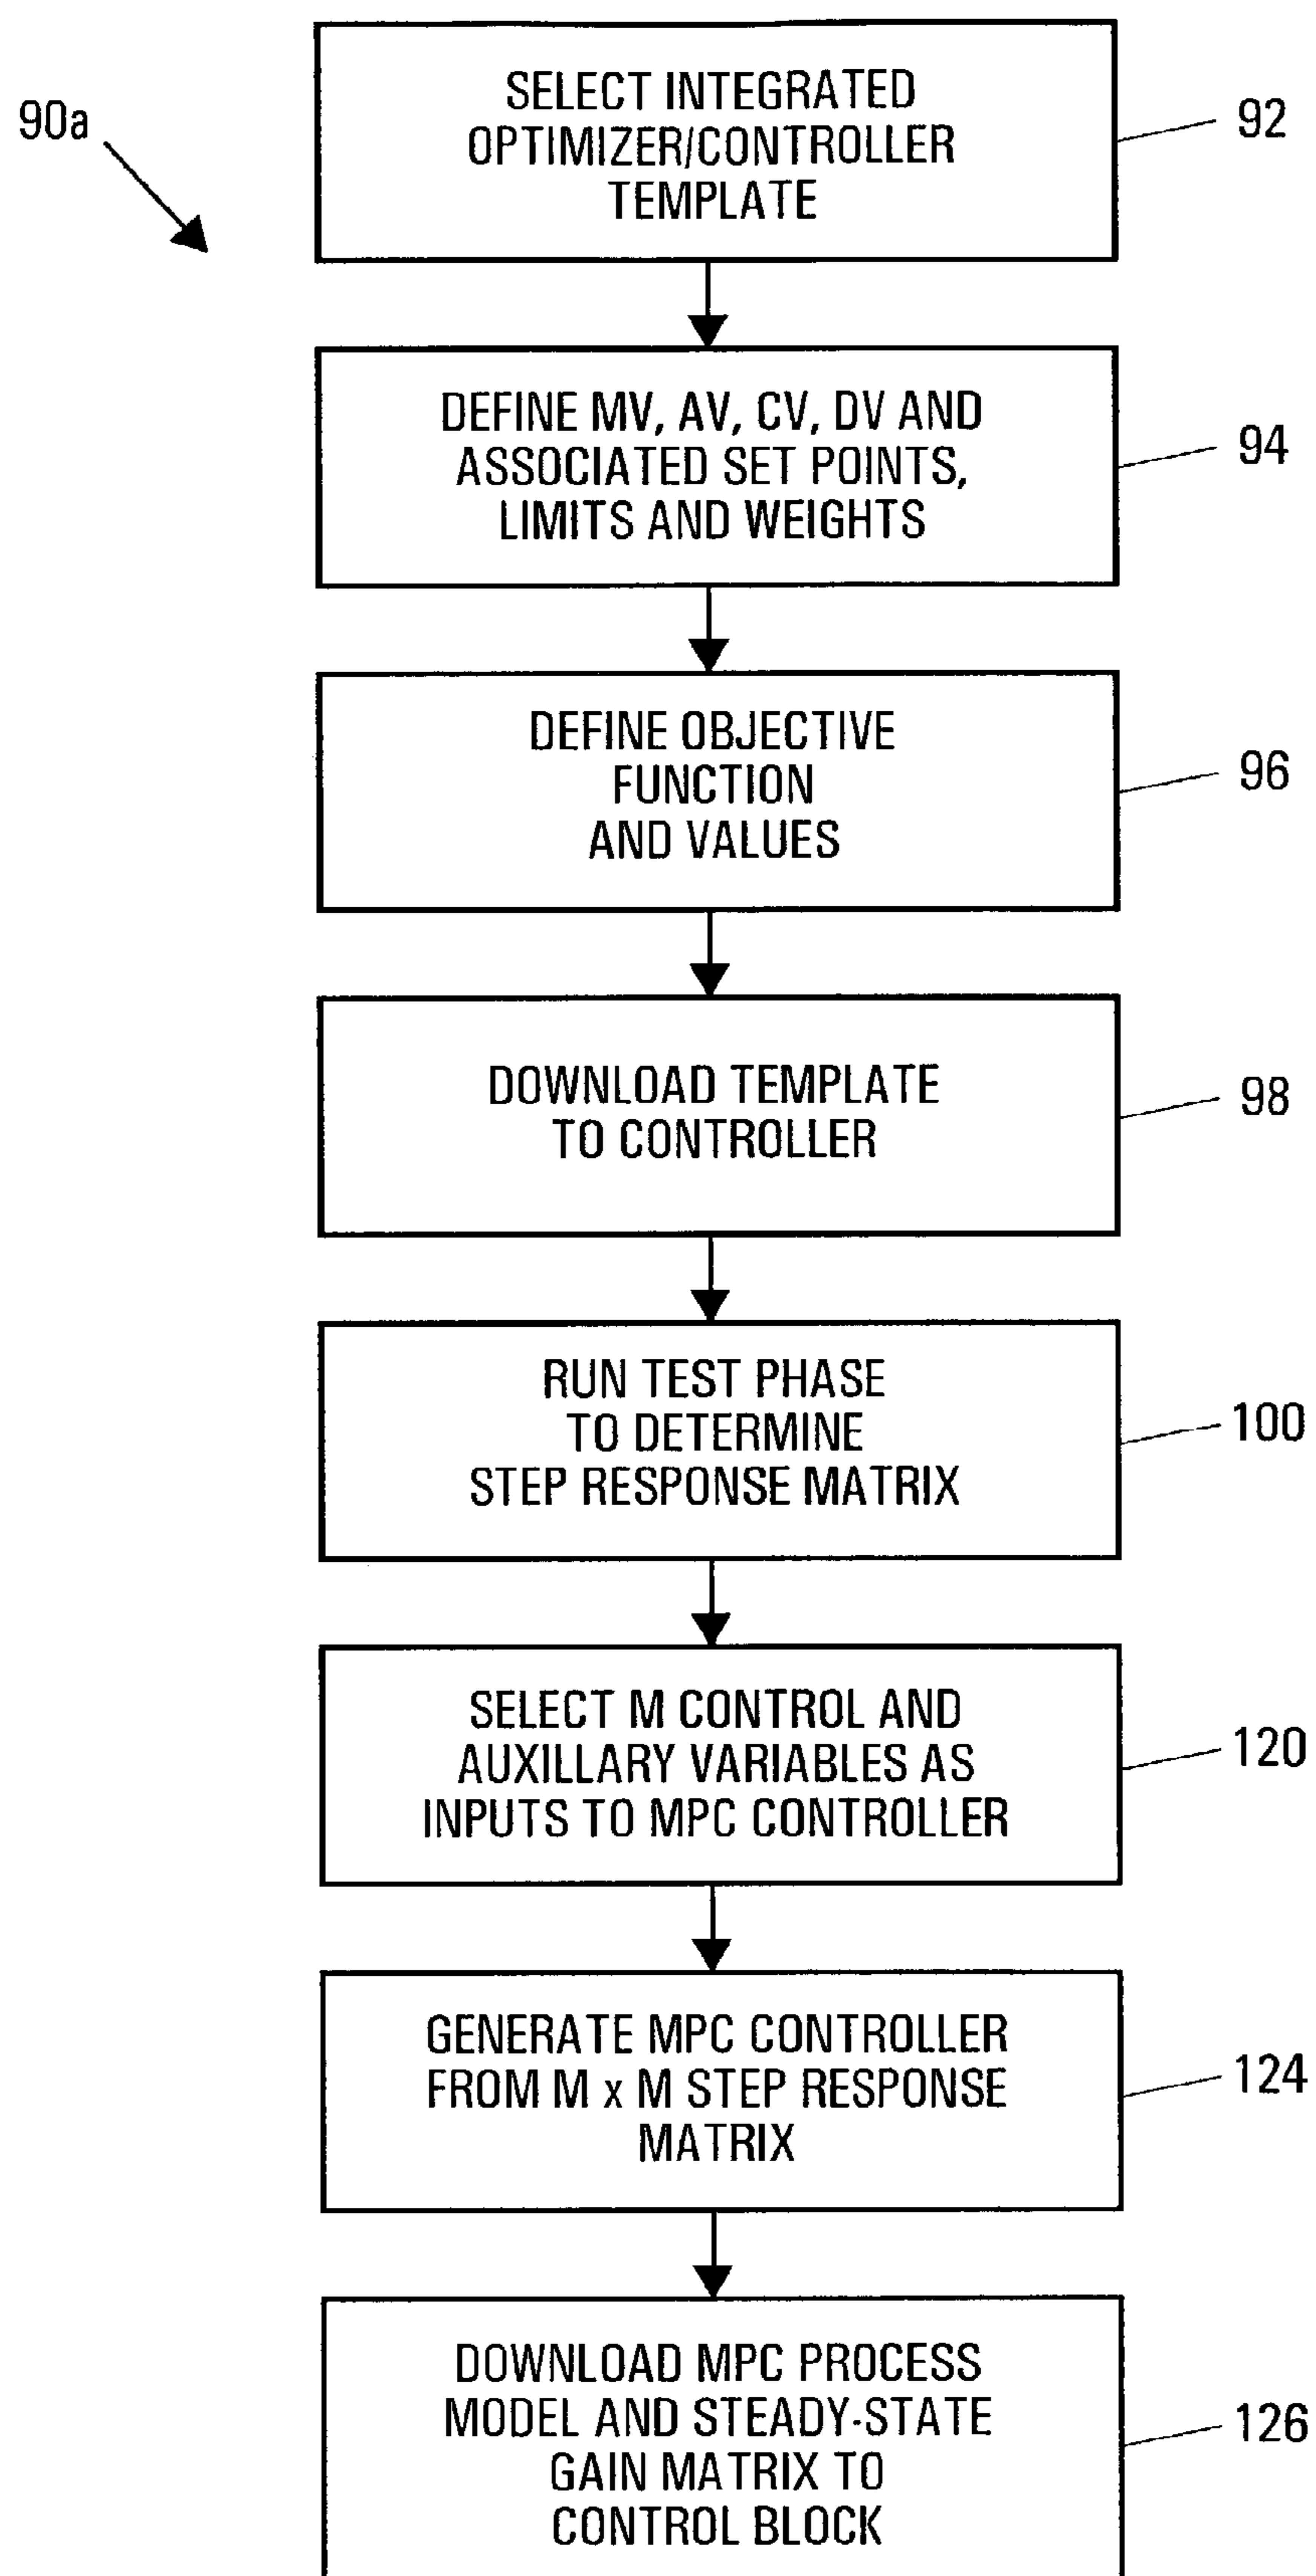 90a
SELECT INTEGRATED
OPTIMIZER/CONTROLLER
TEMPLATE
92
DEFINE MV, AV, CV, DV AND
ASSOCIATED SET POINTS,
LIMITS AND WEIGHTS
94
DEFINE OBJECTIVE
FUNCTION
AND VALUES
96
DOWNLOAD TEMPLATE
TO CONTROLLER
98
RUN TEST PHASE
TO DETERMINE
STEP RESPONSE MATRIX
100
SELECT M CONTROL AND
AUXILLARY VARIABLES AS
INPUTS TO MPC CONTROLLER
120
GENERATE MPC CONTROLLER
FROM M x M STEP RESPONSE
MATRIX
124
DOWNLOAD MPC PROCESS
MODEL AND STEADY-STATE
GAIN MATRIX TO
CONTROL BLOCK
126